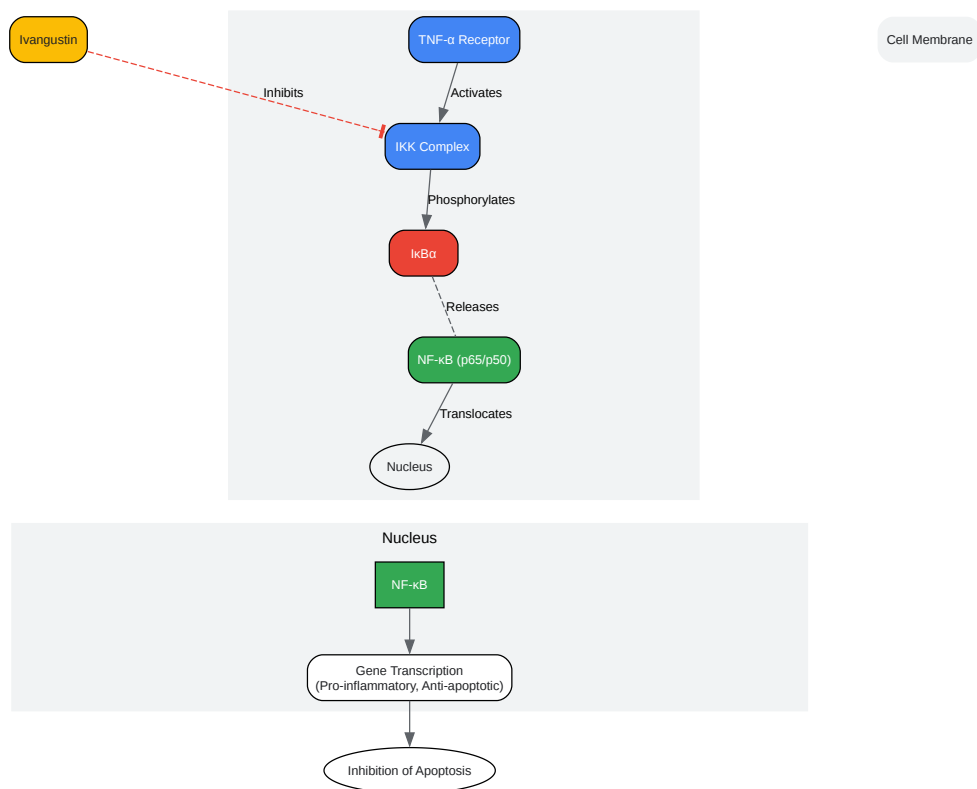 Ivangustin
TNF-α Receptor
Cell Membrane
Inhibits
Activates
IKK Complex
Phosphorylates
IκBα
Releases
NF-κB (p65/p50)
Translocates
Nucleus
Nucleus
NF-κB
Gene Transcription
(Pro-inflammatory, Anti-apoptotic)
Inhibition of Apoptosis